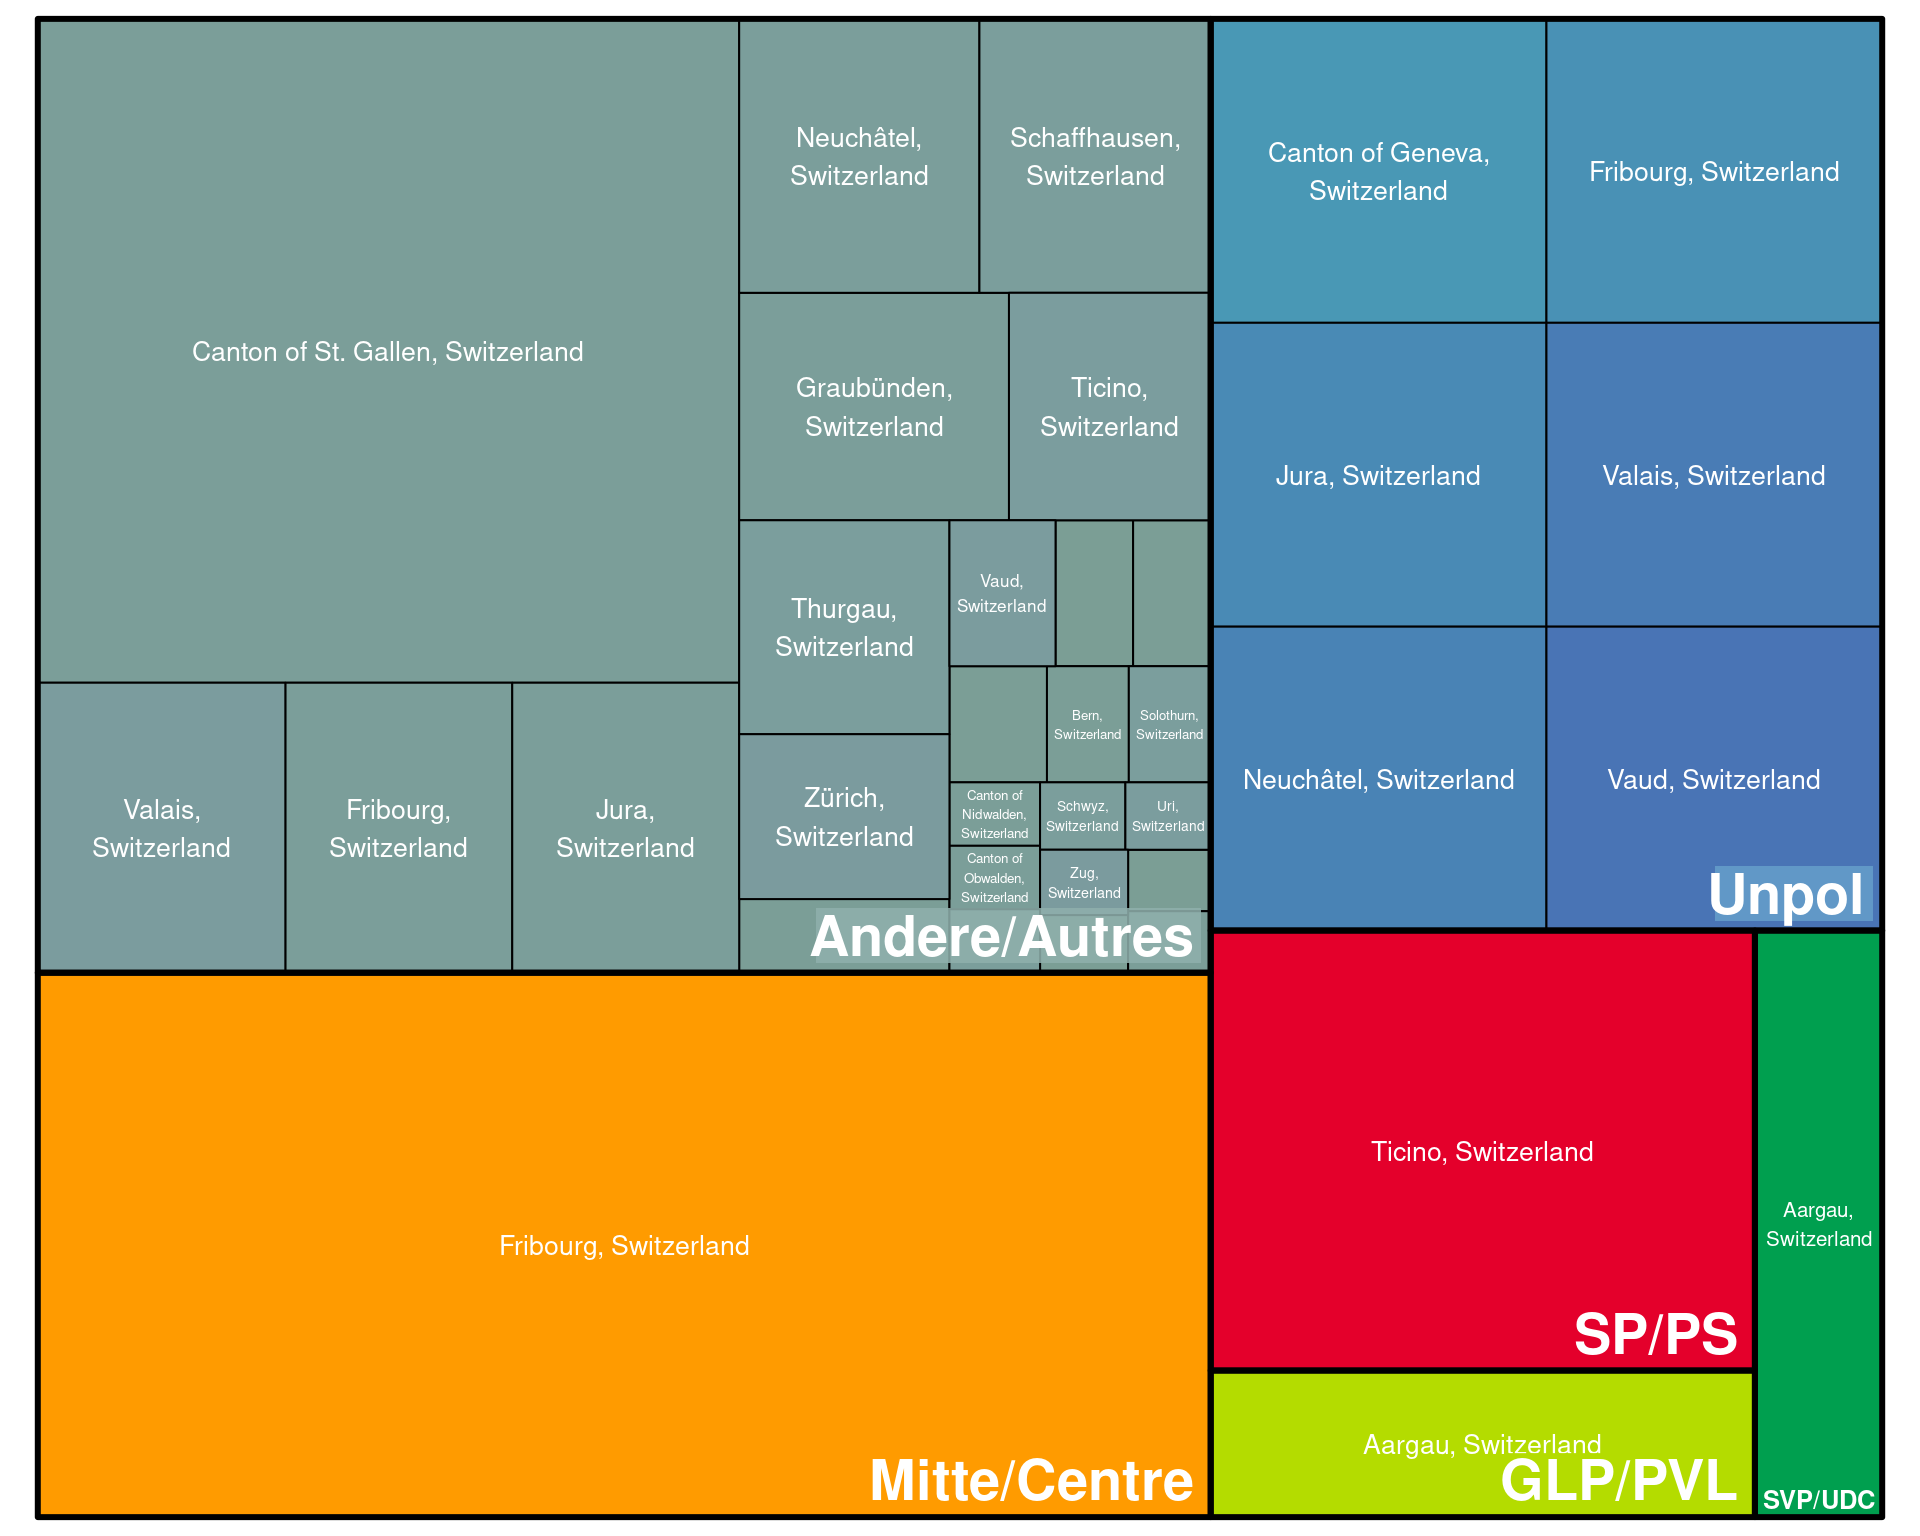 Canton of St. Gallen, Switzerland
Neuchâtel,
Switzerland
Schaffhausen,
Switzerland
Graubünden,
Switzerland
Ticino,
Switzerland
Thurgau,
Switzerland
Vaud,
Switzerland
Bern,
Switzerland
Solothurn,
Switzerland
Valais,
Switzerland
Fribourg,
Switzerland
Jura,
Switzerland
Zürich,
Switzerland
Canton of
Nidwalden,
Switzerland
Schwyz,
Switzerland
Uri,
Switzerland
Canton of
Obwalden,
Switzerland
Zug,
Switzerland
Andere/Autres
Canton of Geneva,
Switzerland
Fribourg, Switzerland
Jura, Switzerland
Valais, Switzerland
Neuchâtel, Switzerland
Vaud, Switzerland
Unpol
Fribourg, Switzerland
Mitte/Centre
Ticino, Switzerland
SP/PS
Aargau, Switzerland
GLP/PVL
Aargau,
Switzerland
SVP/UDC